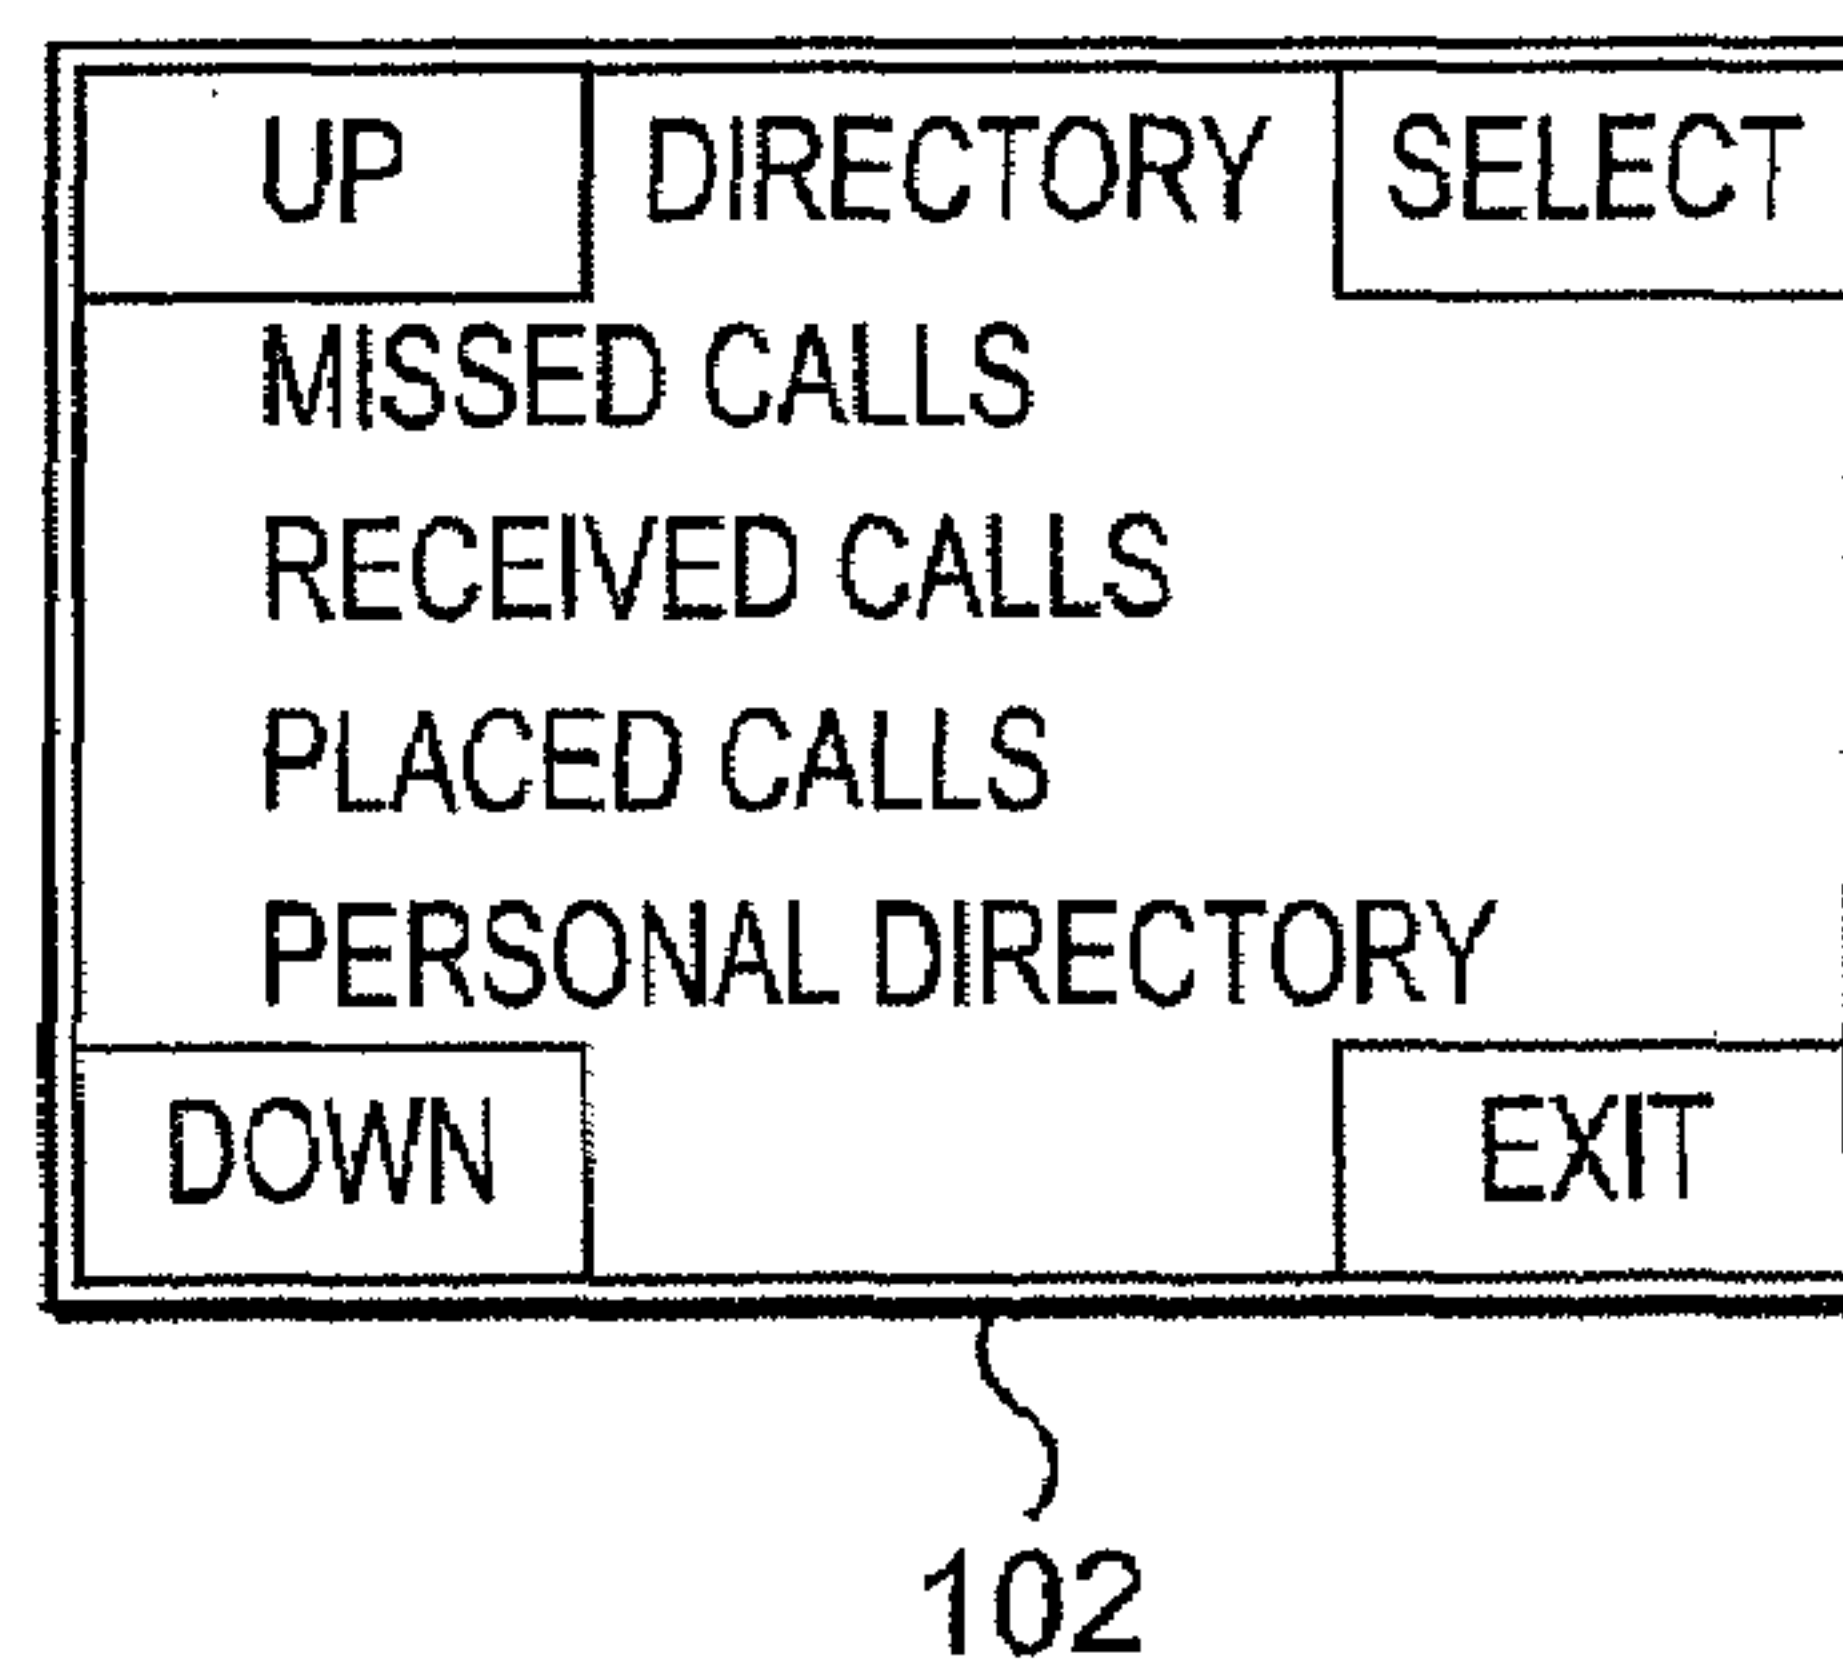 UP DIRECTORY SELECT
MISSED CALLS
RECEIVED CALLS
PLACED CALLS
PERSONAL DIRECTORY
DOWN EXIT
102